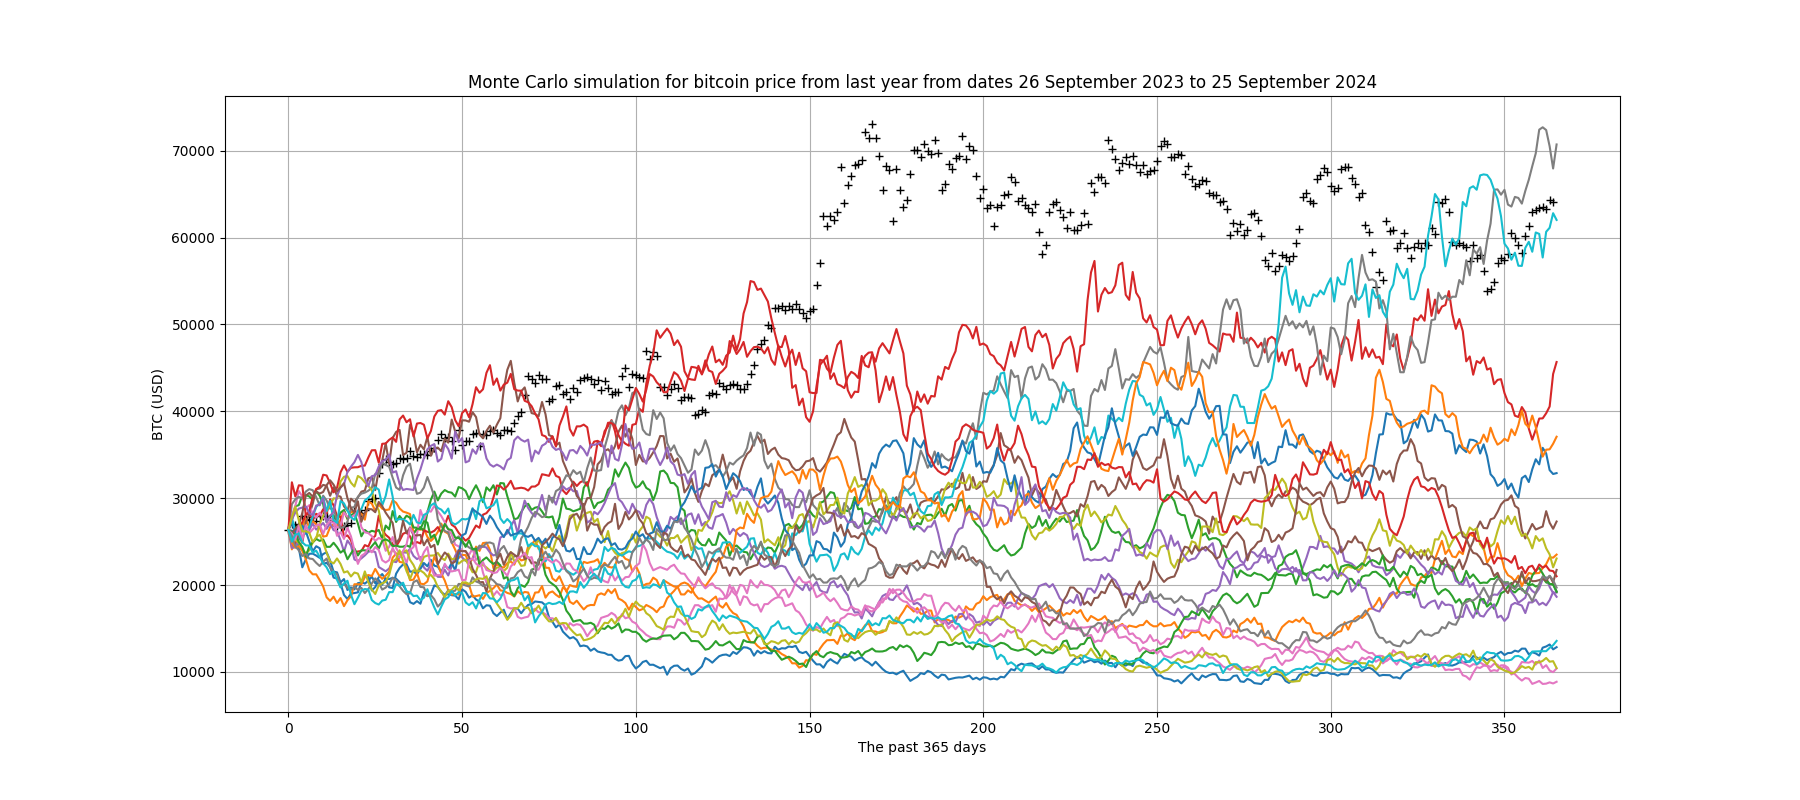 Monte Carlo simulation for bitcoin price from last year from dates 26 September 2023 to 25 September 2024
70000
60000
50000
40000
30000
20000
10000
BTC (USD)
0 50 100 150 200 250 300 350
The past 365 days